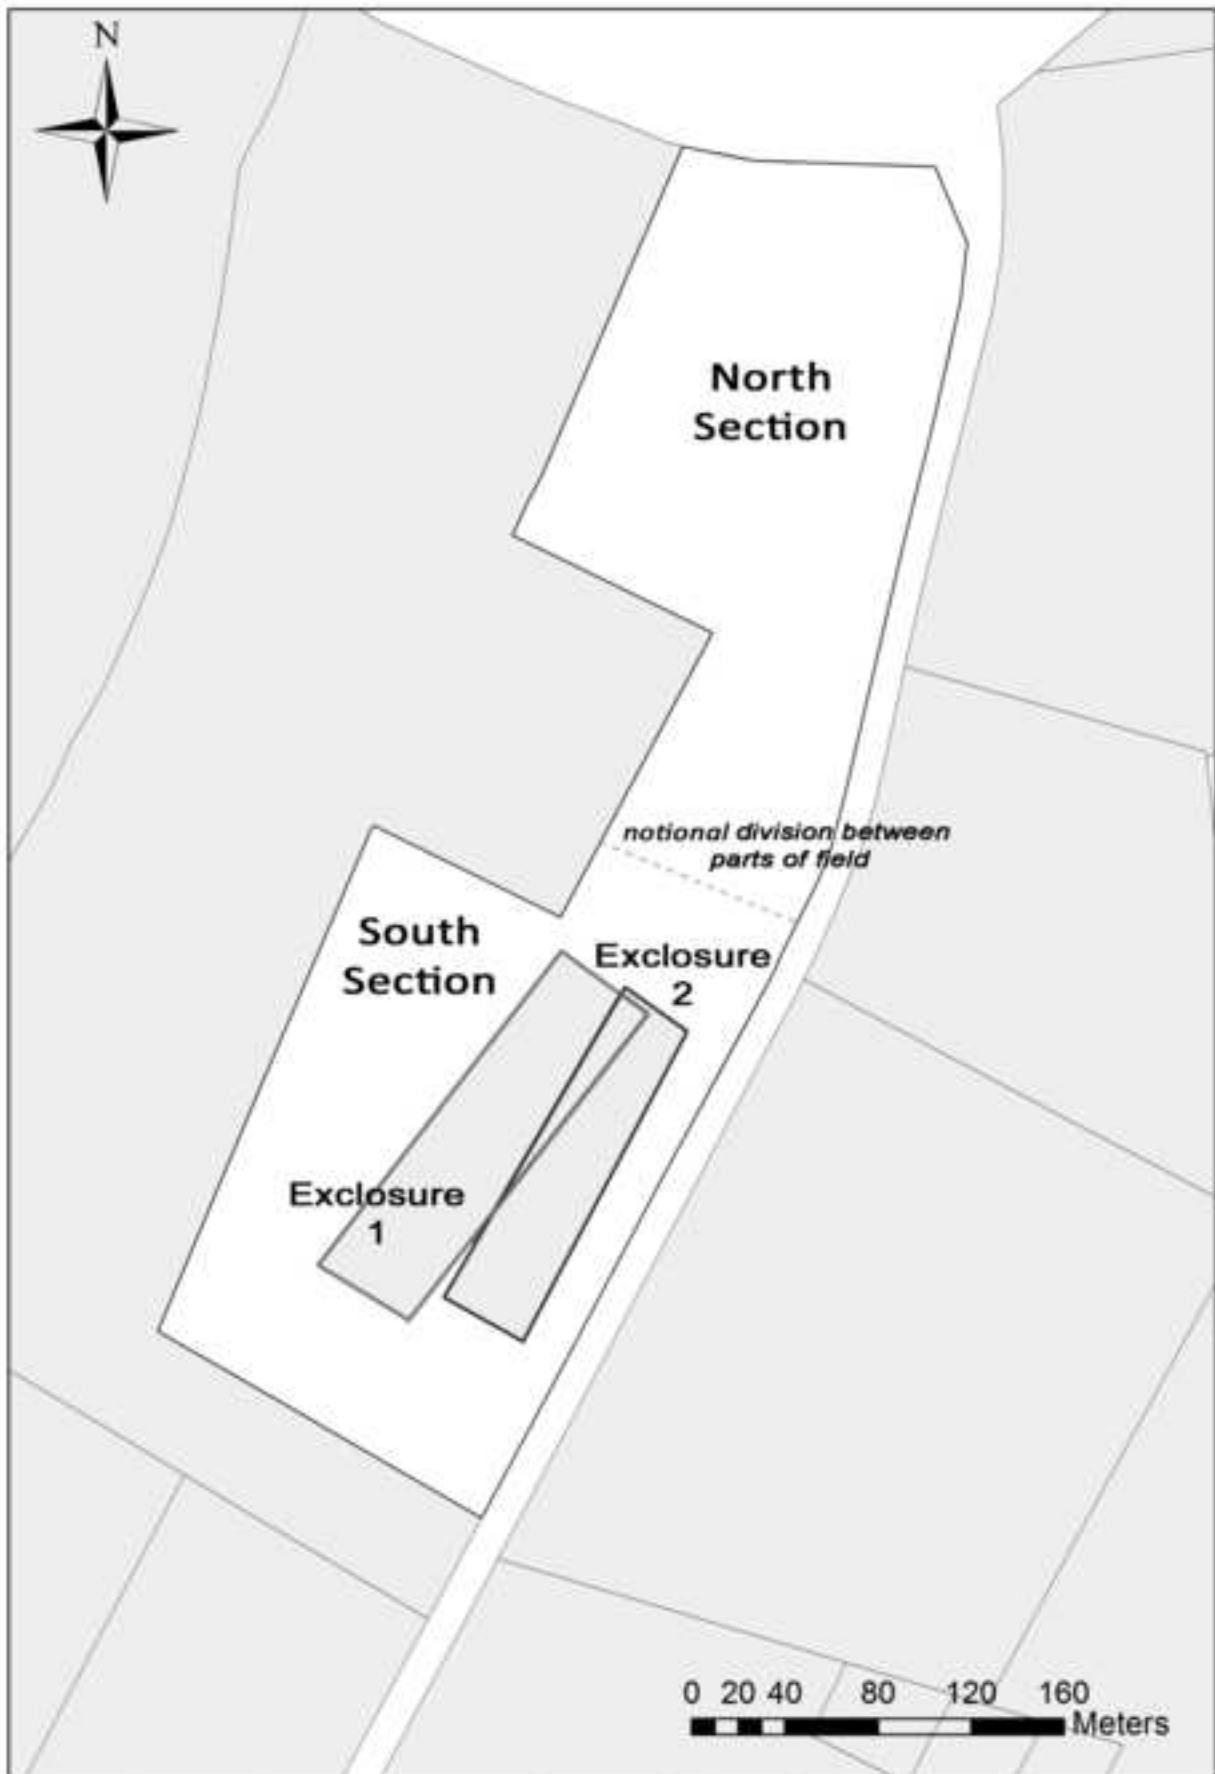 N
North
Section
notional division between
parts of field
South
Section
Exclosure
2
Exclosure
1
0 20 40 80 120 160
Meters